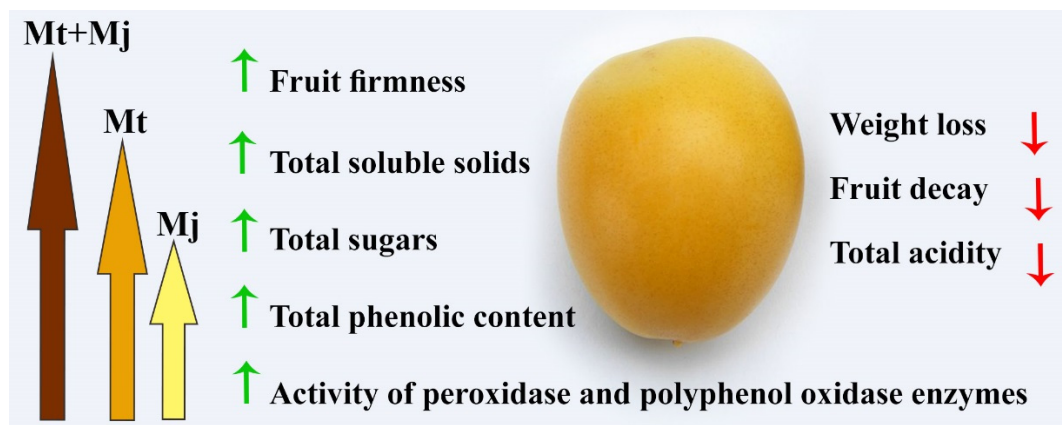 Mt+Mj
Mt
Mj
Fruit firmness
Total soluble solids
Total sugars
Total phenolic content
Activity of peroxidase and polyphenol oxidase enzymes
Weight loss
Fruit decay
Total acidity